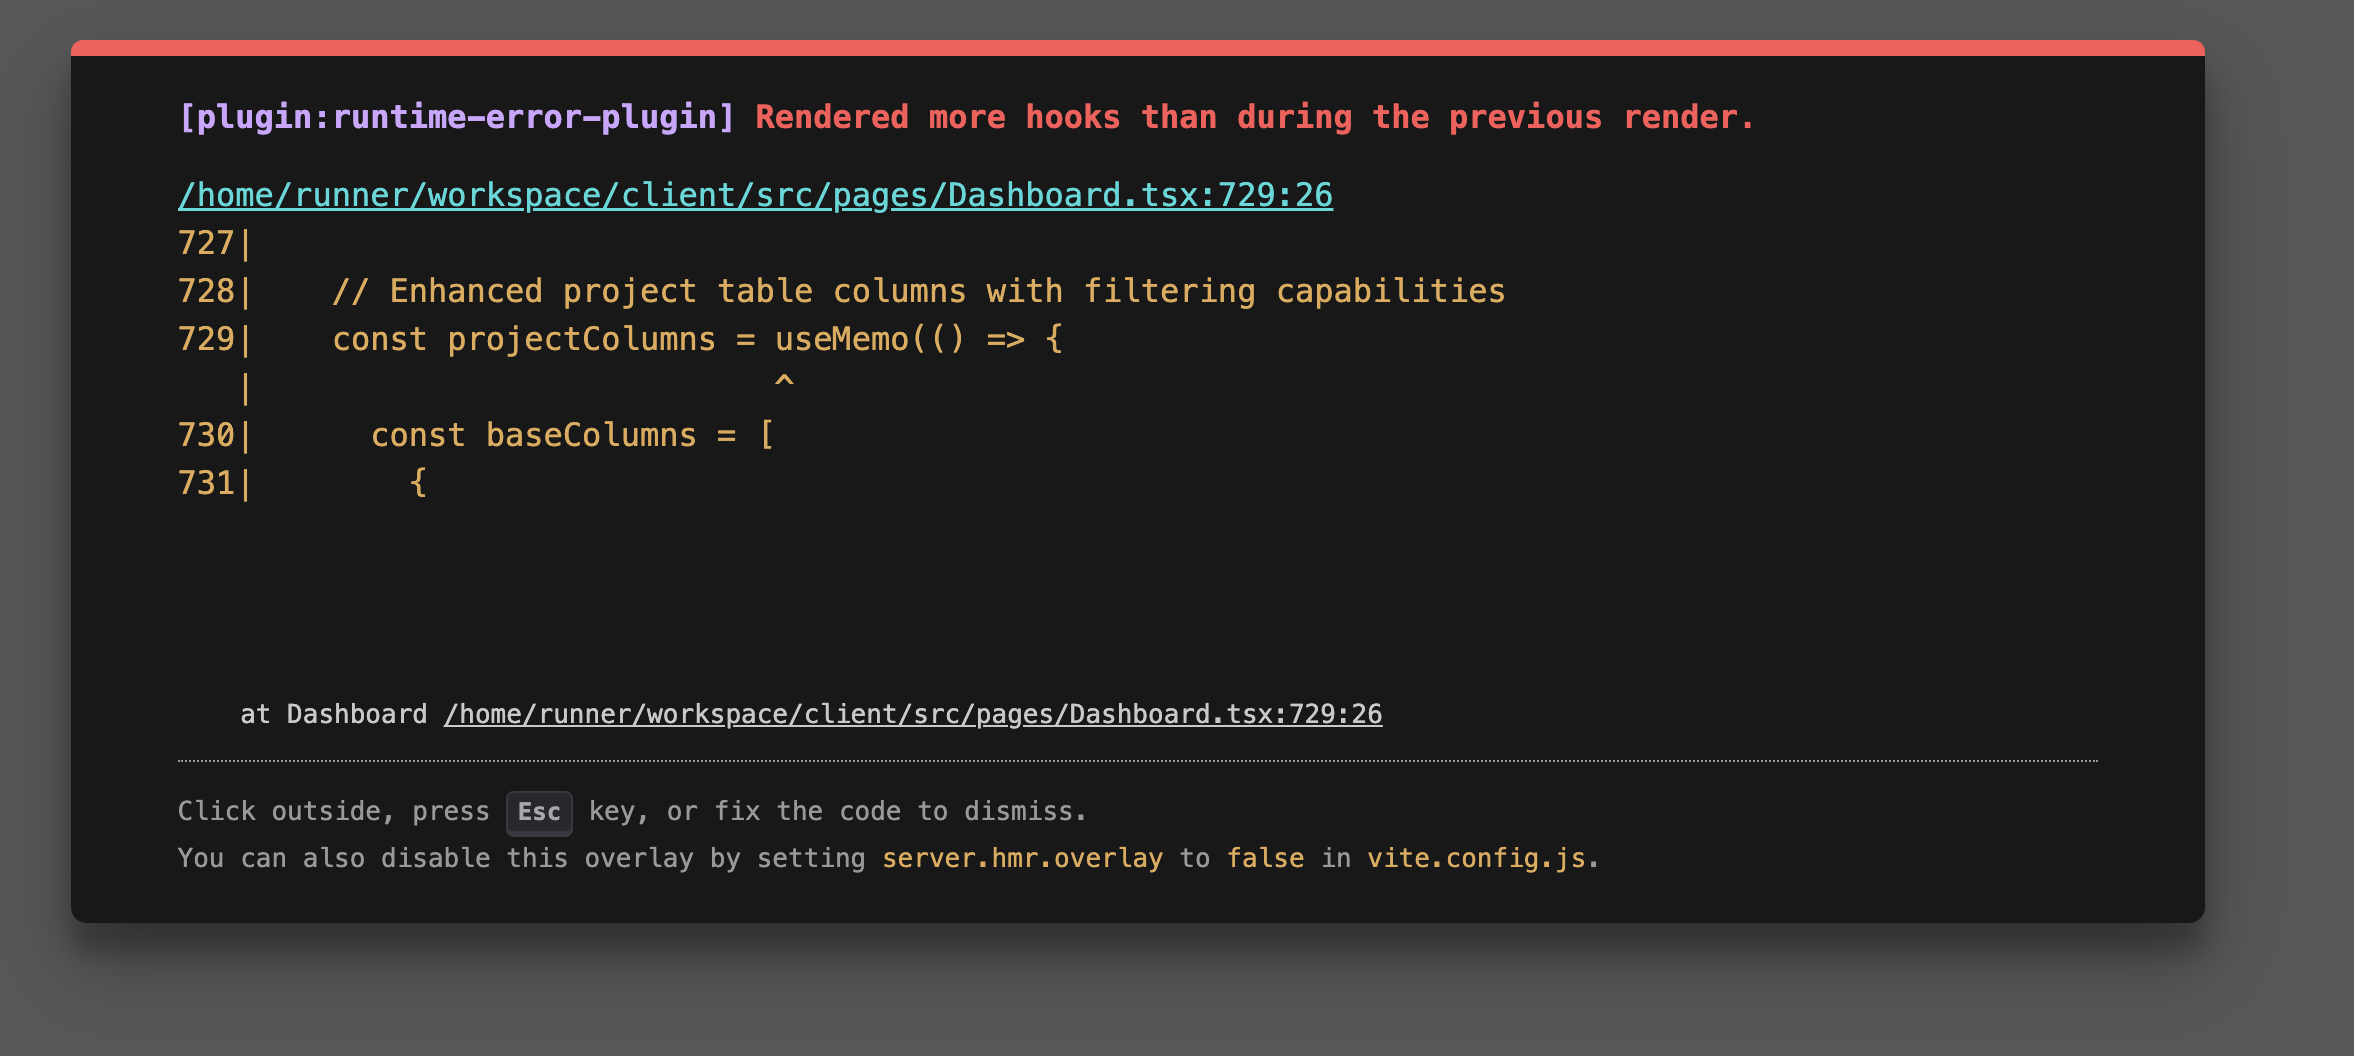 [plugin:runtime-error-plugin] Rendered more hooks than during the previous render.
/home/runner/workspace/client/src/pages/Dashboard.tsx:729:26
727|
728|    // Enhanced project table columns with filtering capabilities
729|    const projectColumns = useMemo(() => {
   |                           ^
730|      const baseColumns = [
731|        {
at Dashboard /home/runner/workspace/client/src/pages/Dashboard.tsx:729:26
Click outside, press Esc key, or fix the code to dismiss.
You can also disable this overlay by setting server.hmr.overlay to false in vite.config.js.